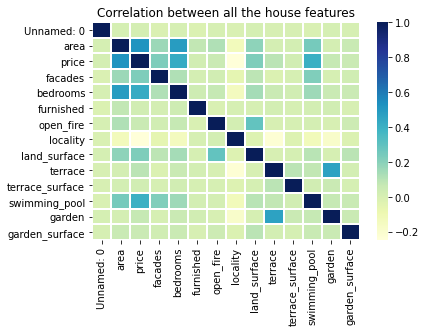 Correlation between all the house features
Unnamed: 0
area
price
facades
bedrooms
furnished
open_fire
locality
land_surface
terrace
terrace_surface
swimming_pool
garden
garden_surface
Unnamed: 0
area
price
facades
bedrooms
furnished
open_fire
locality
land_surface
terrace
terrace_surface
swimming_pool
garden
garden_surface
1.0
0.8
0.6
0.4
0.2
0.0
−0.2